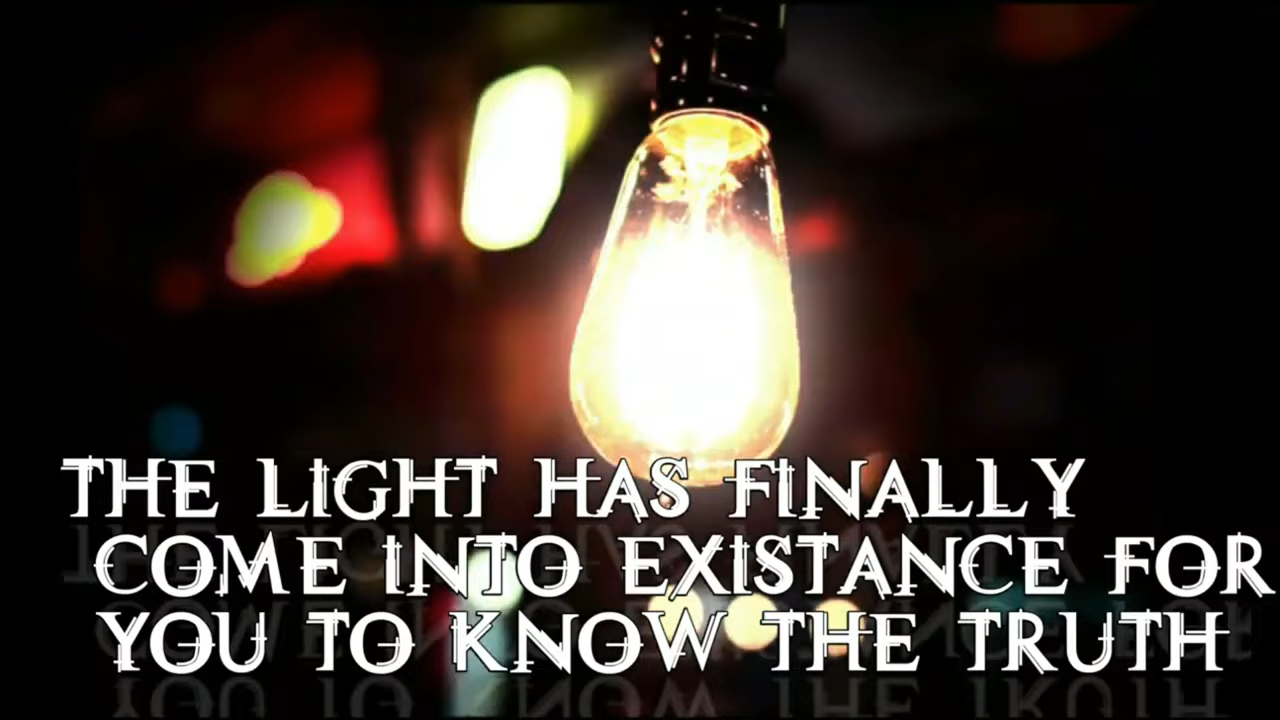 THE LIGHT HAS FINALLY
COME INTO EXISTANCE FOR
YOU TO KNOW THE TRUTH